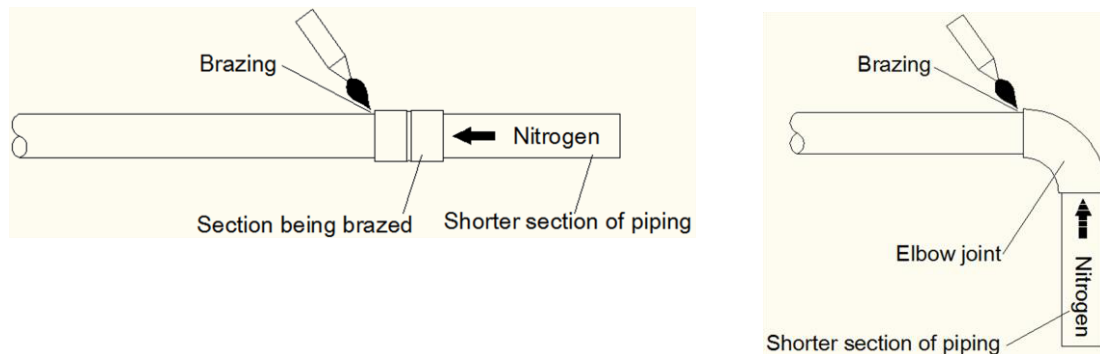 Brazing
Nitrogen
Section being brazed
Shorter section of piping
Brazing
Elbow joint
Nitrogen
Shorter section of piping